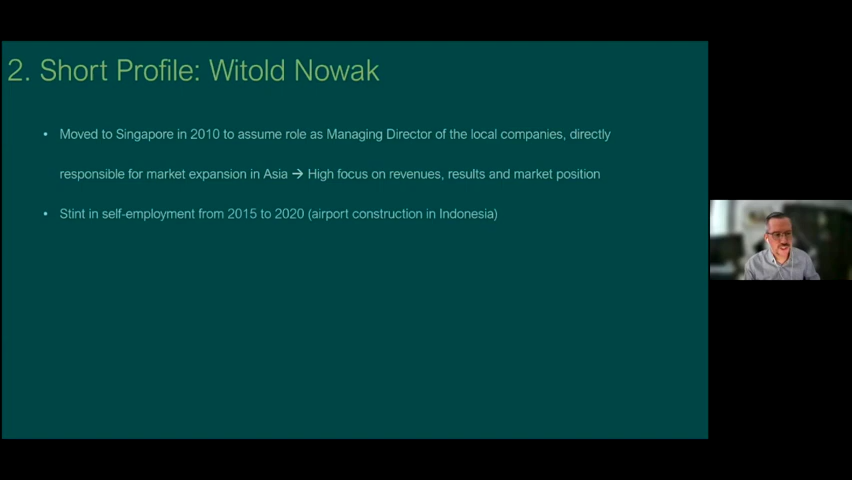 2. Short Profile: Witold Nowak
• Moved to Singapore in 2010 to assume role as Managing Director of the local companies, directly
responsible for market expansion in Asia → High focus on revenues, results and market position
• Stint in self-employment from 2015 to 2020 (airport construction in Indonesia)